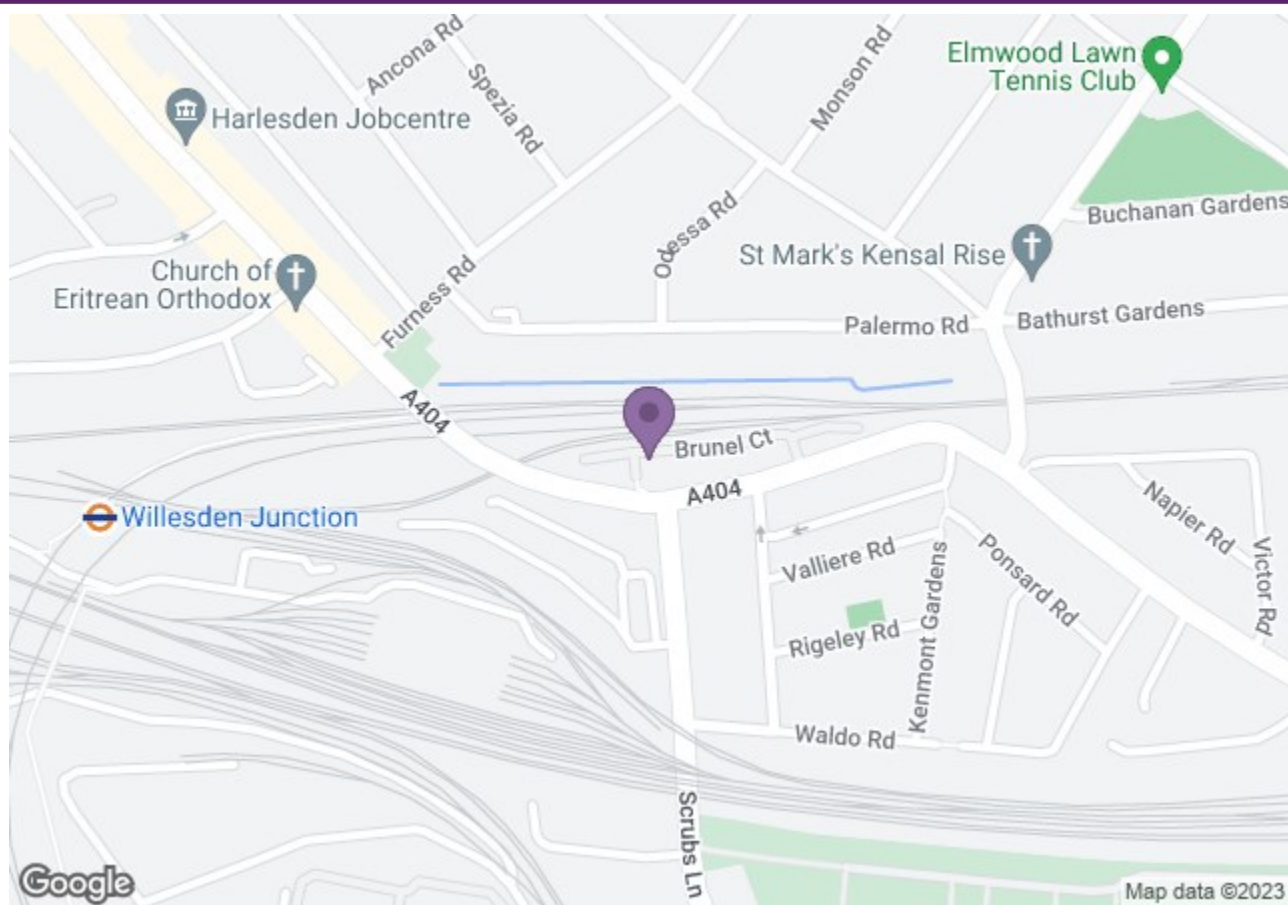 Ancona Rd
Spezia Rd
Monson Rd
Elmwood Lawn
Tennis Club
Harlesden Jobcentre
Buchanan Gardens
Odessa Rd
St Mark's Kensal Rise
Church of
Eritrean Orthodox
Furness Rd
Palermo Rd
Bathurst Gardens
A404
Brunel Ct
A404
Willesden Junction
Napier Rd
Victor Rd
Valliere Rd
Ponsard Rd
Kenmont Gardens
Rigeley Rd
Waldo Rd
Scrubs Ln
Google
Map data ©2023